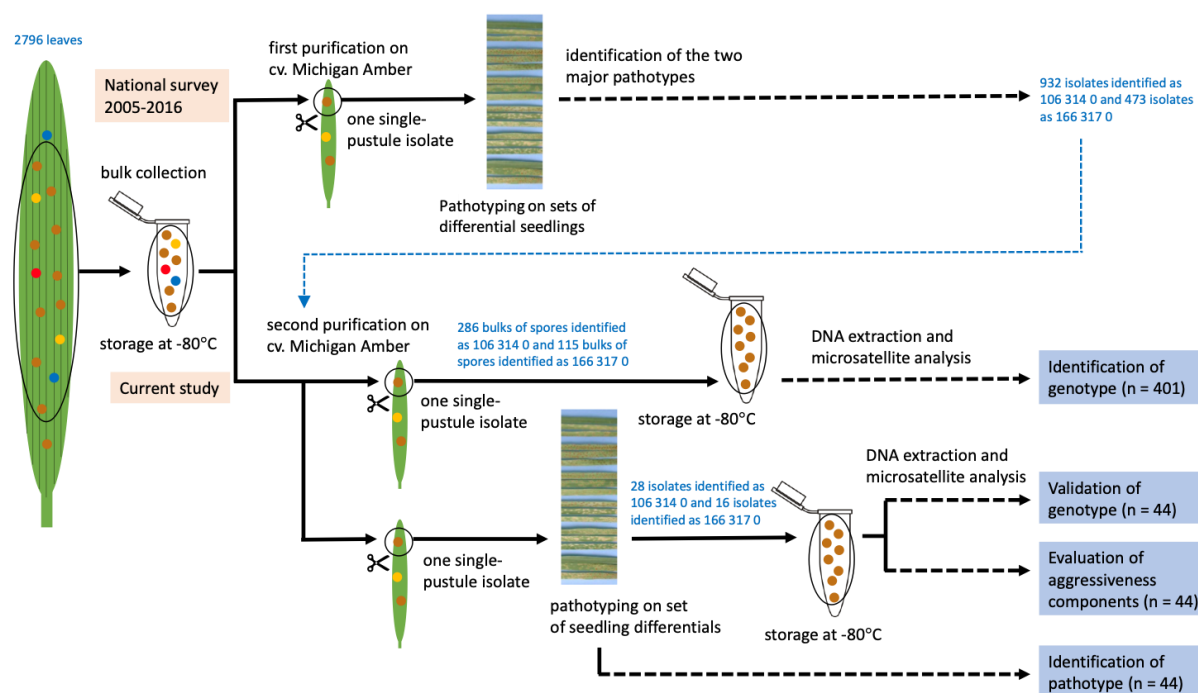 2796 leaves
National survey
2005-2016
first purification on
cv. Michigan Amber
one single-
pustule isolate
identification of the two
major pathotypes
932 isolates identified as
106 314 0 and 473 isolates
as 166 317 0
bulk collection
Pathotyping on sets of
differential seedlings
storage at -80°C
Current study
second purification on
cv. Michigan Amber
286 bulks of spores identified
as 106 314 0 and 115 bulks of
spores identified as 166 317 0
one single-
pustule isolate
storage at -80°C
DNA extraction and
microsatellite analysis
Identification of
genotype (n = 401)
one single-
pustule isolate
28 isolates identified as
106 314 0 and 16 isolates
identified as 166 317 0
pathotyping on set
of seedling differentials
storage at -80°C
DNA extraction and
microsatellite analysis
Validation of
genotype (n = 44)
Evaluation of
aggressiveness
components (n = 44)
Identification of
pathotype (n = 44)